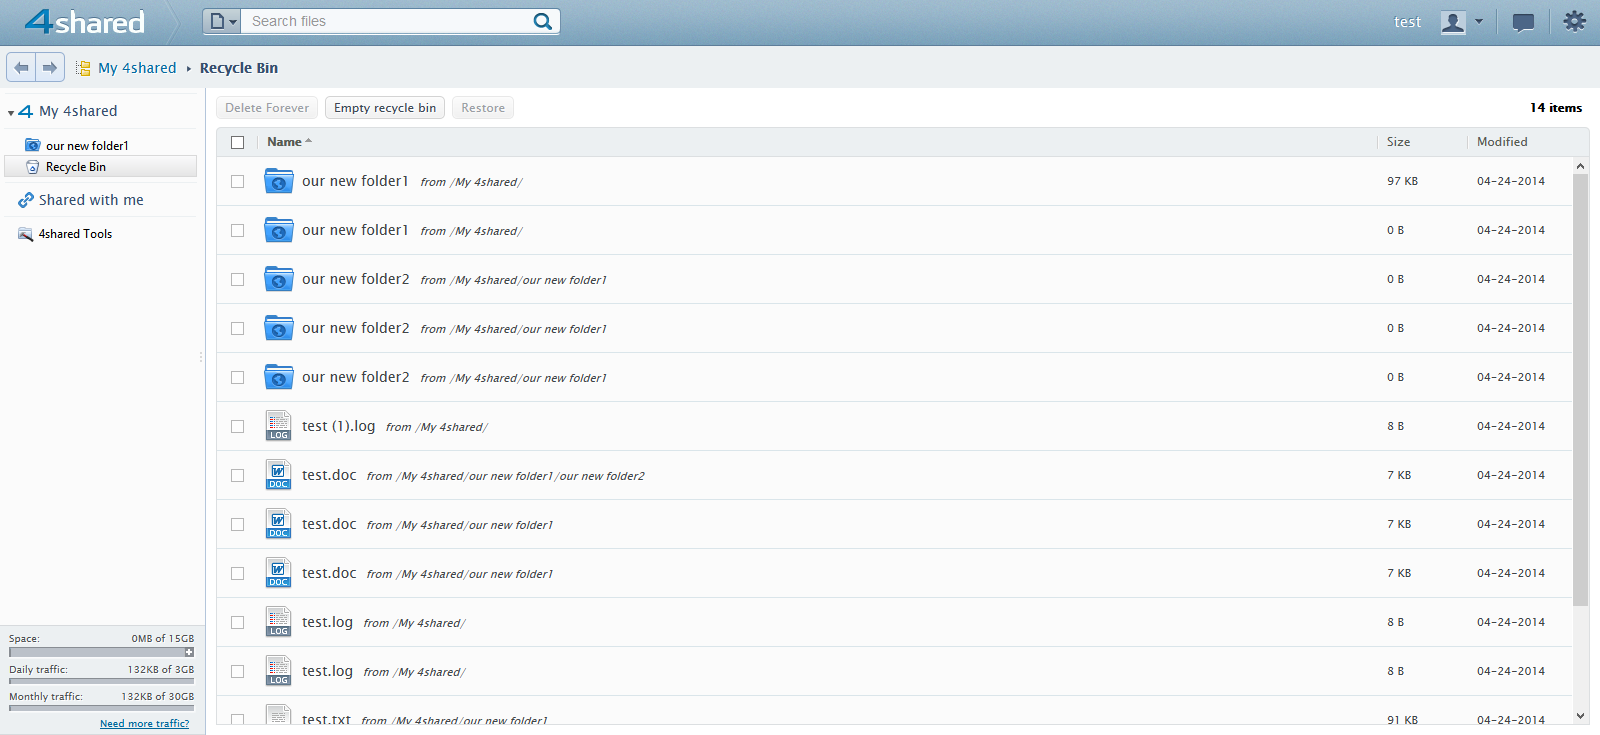 4shared
Search files
test
My 4shared
Recycle Bin
My 4shared
our new folder1
Recycle Bin
Shared with me
4shared Tools
Space: 0MB of 15GB
Daily traffic: 132KB of 3GB
Monthly traffic: 132KB of 30GB
Need more traffic?
Delete Forever
Empty recycle bin
Restore
14 items
Name Size Modified
our new folder1 from /My 4shared/ 97 KB 04-24-2014
our new folder1 from /My 4shared/ 0 B 04-24-2014
our new folder2 from /My 4shared/our new folder1 0 B 04-24-2014
our new folder2 from /My 4shared/our new folder1 0 B 04-24-2014
our new folder2 from /My 4shared/our new folder1 0 B 04-24-2014
LOG test (1).log from /My 4shared/ 8 B 04-24-2014
W DOC test.doc from /My 4shared/our new folder1/our new folder2 7 KB 04-24-2014
W DOC test.doc from /My 4shared/our new folder1 7 KB 04-24-2014
W DOC test.doc from /My 4shared/our new folder1 7 KB 04-24-2014
LOG test.log from /My 4shared/ 8 B 04-24-2014
LOG test.log from /My 4shared/ 8 B 04-24-2014
test.txt from /My 4shared/our new folder1 91 KB 04-24-2014